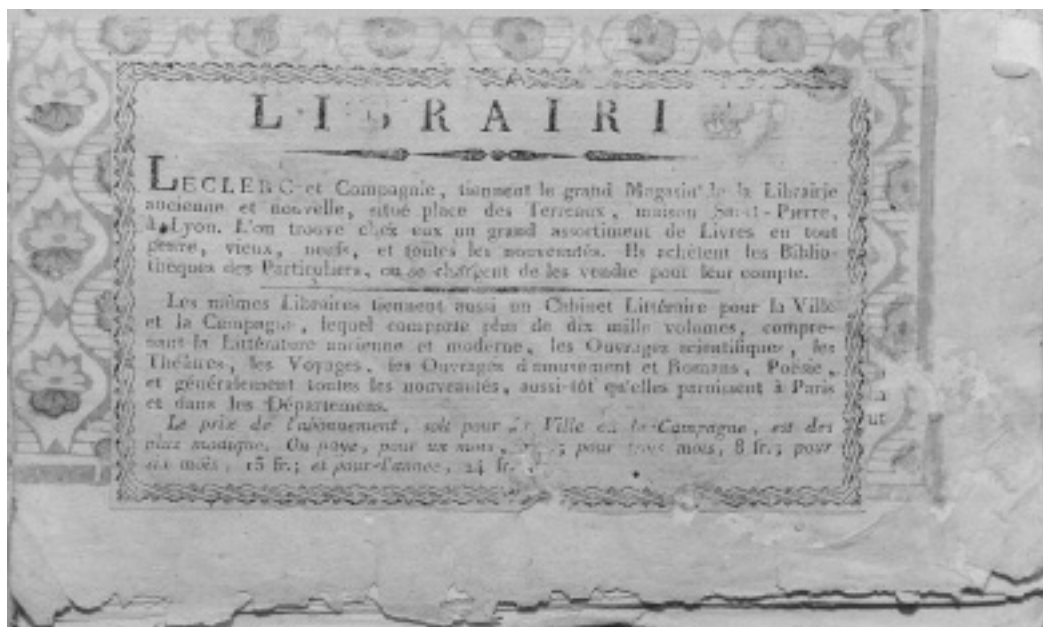 LIBRAIRI
LECLERC et Compagnie, tiennent le grand Magasin de la Librairie
ancienne et nouvelle, situé place des Terreaux, maison Saint-Pierre,
à Lyon. L'on trouve chez eux un grand assortiment de Livres en tout
genre, vieux, neufs, et toutes les nouveautés. Ils achètent les Biblio-
thèques des Particuliers, ou se chargent de les vendre pour leur compte.
Les mêmes Libraires tiennent aussi un Cabinet Littéraire pour la Ville
et la Campagne, lequel comporte plus de dix mille volumes, compre-
nant la Littérature ancienne et moderne, les Ouvrages scientifiques, les
Théâtres, les Voyages, les Ouvrages d'amusement et Romans, Poésie,
et généralement toutes les nouveautés, aussi-tôt qu'elles paroissent à Paris
et dans les Départemens.
Le prix de l'abonnement, soit pour la Ville ou la Campagne, est des
plus modique. On paye, pour un mois, ; pour trois mois, 8 fr.; pour
six mois, 15 fr.; et pour l'année, 24 fr.
la
ut